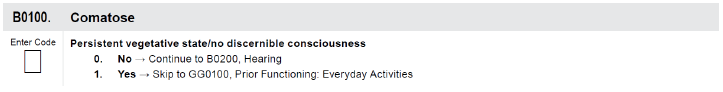 B0100. Comatose
Enter Code Persistent vegetative state/no discernible consciousness
0. No → Continue to B0200, Hearing
1. Yes → Skip to GG0100, Prior Functioning: Everyday Activities